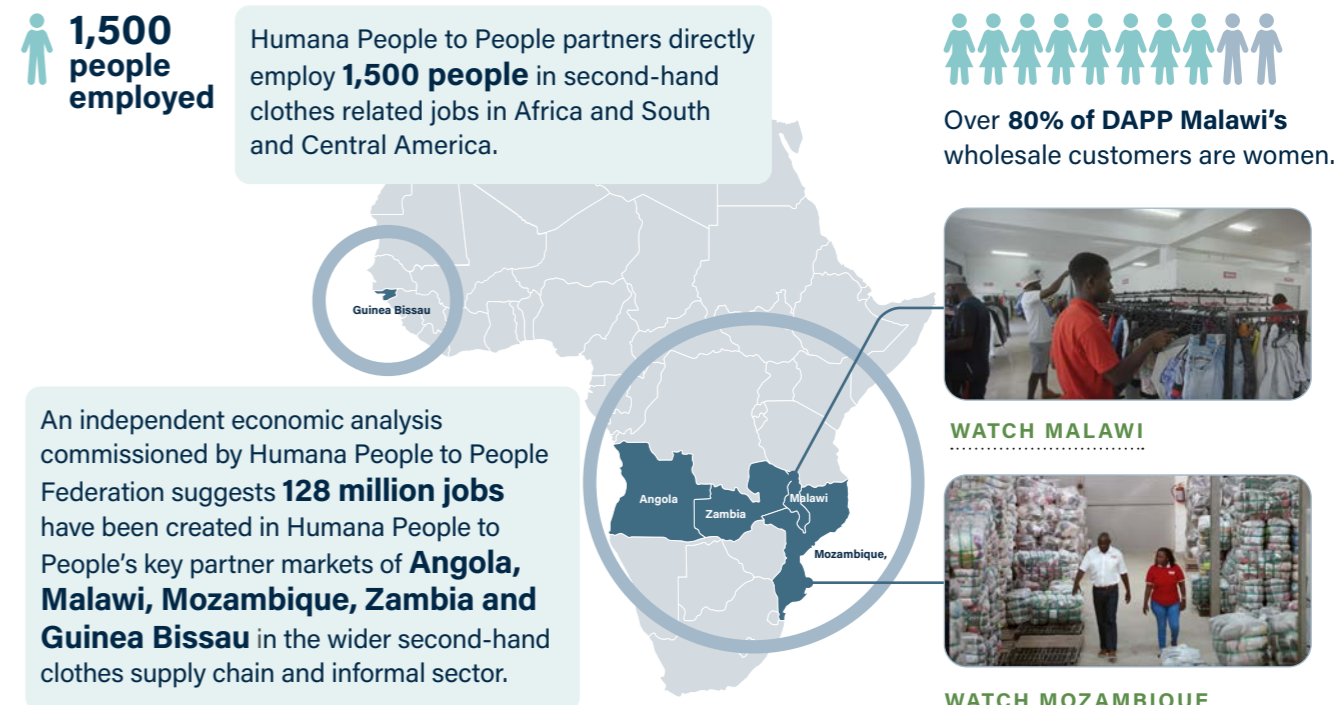 1,500
people
employed
Humana People to People partners directly
employ 1,500 people in second-hand
clothes related jobs in Africa and South
and Central America.
Over 80% of DAPP Malawi's
wholesale customers are women.
Guinea Bissau
WATCH MALAWI
An independent economic analysis
commissioned by Humana People to People
Federation suggests 128 million jobs
have been created in Humana People to
People's key partner markets of Angola,
Malawi, Mozambique, Zambia and
Guinea Bissau in the wider second-hand
clothes supply chain and informal sector.
Angola
Zambia
Malawi
Mozambique,
WATCH MOZAMBIQUE